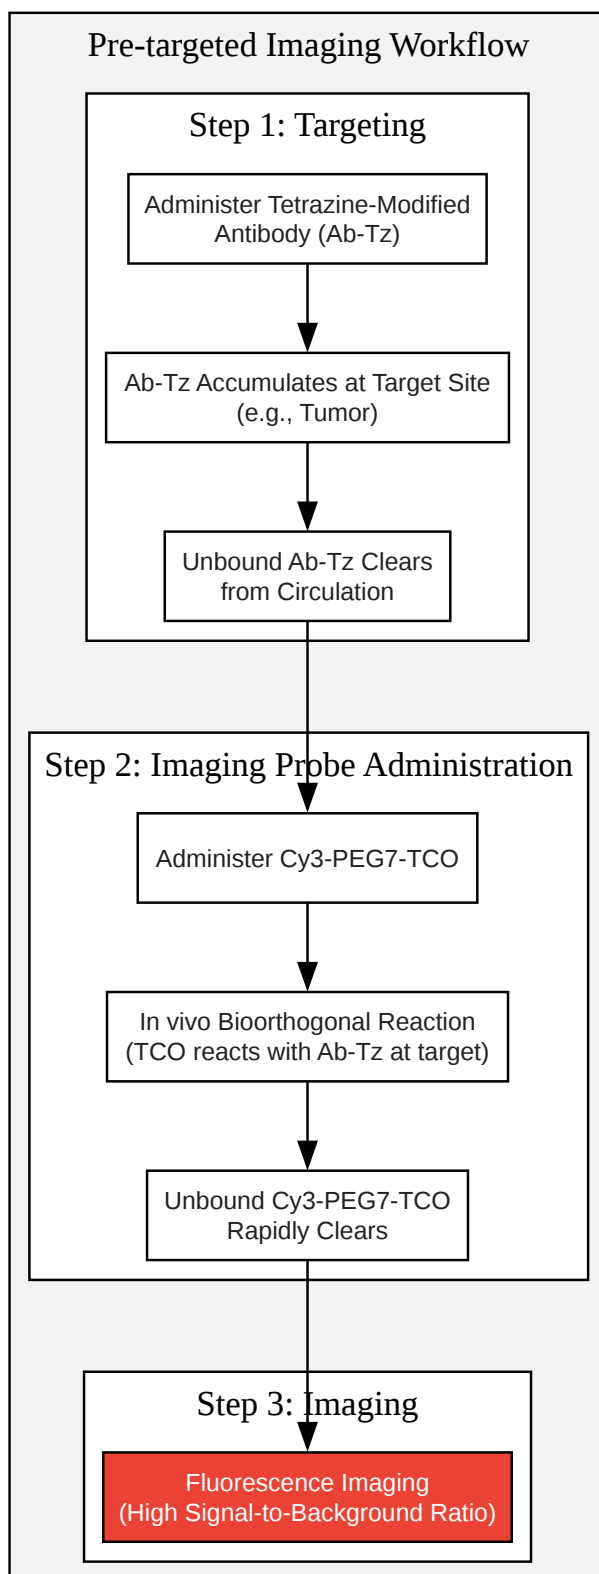 Pre-targeted Imaging Workflow
Step 1: Targeting
Administer Tetrazine-Modified
Antibody (Ab-Tz)
Ab-Tz Accumulates at Target Site
(e.g., Tumor)
Unbound Ab-Tz Clears
from Circulation
Step 2: Imaging Probe Administration
Administer Cy3-PEG7-TCO
In vivo Bioorthogonal Reaction
(TCO reacts with Ab-Tz at target)
Unbound Cy3-PEG7-TCO
Rapidly Clears
Step 3: Imaging
Fluorescence Imaging
(High Signal-to-Background Ratio)